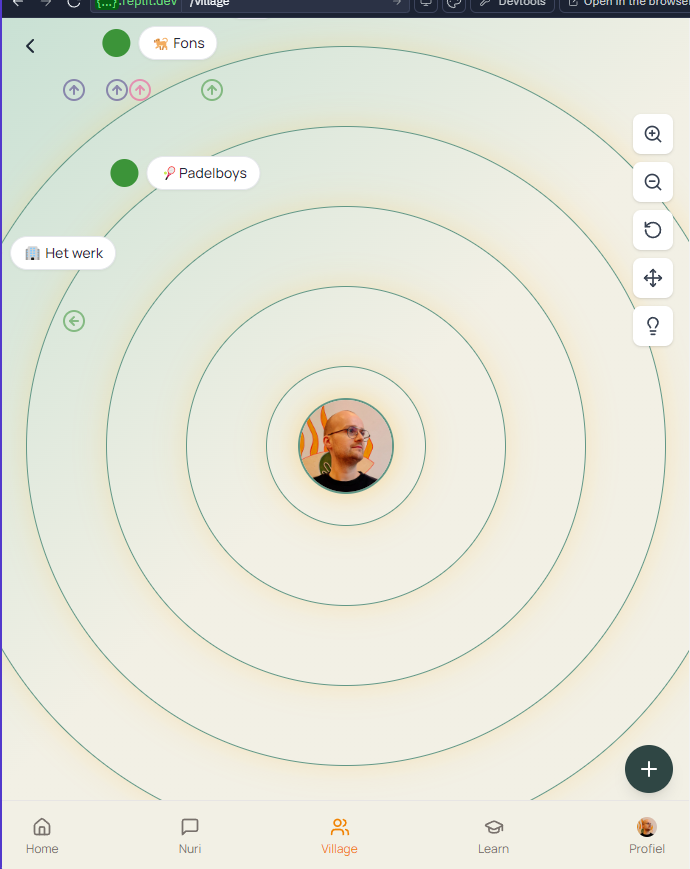 {...}.replit.dev /village
Devtools
Open in the browser
Fons
Padelboys
Het werk
Home
Nuri
Village
Learn
Profiel